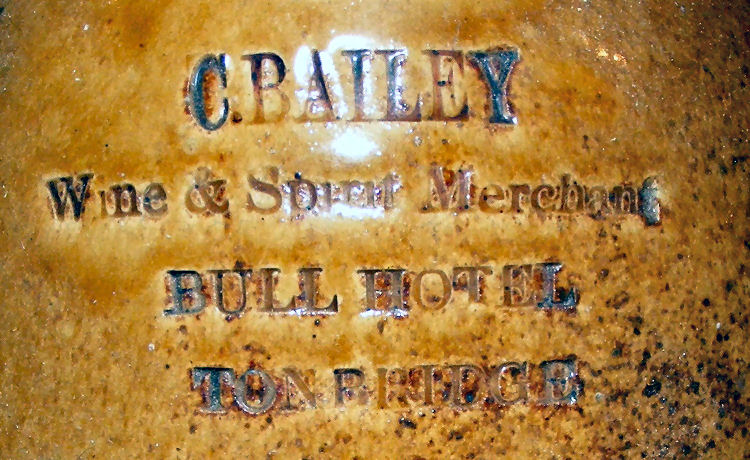 C. BAILEY
Wine & Spirit Merchant
BULL HOTEL
TONBRIDGE